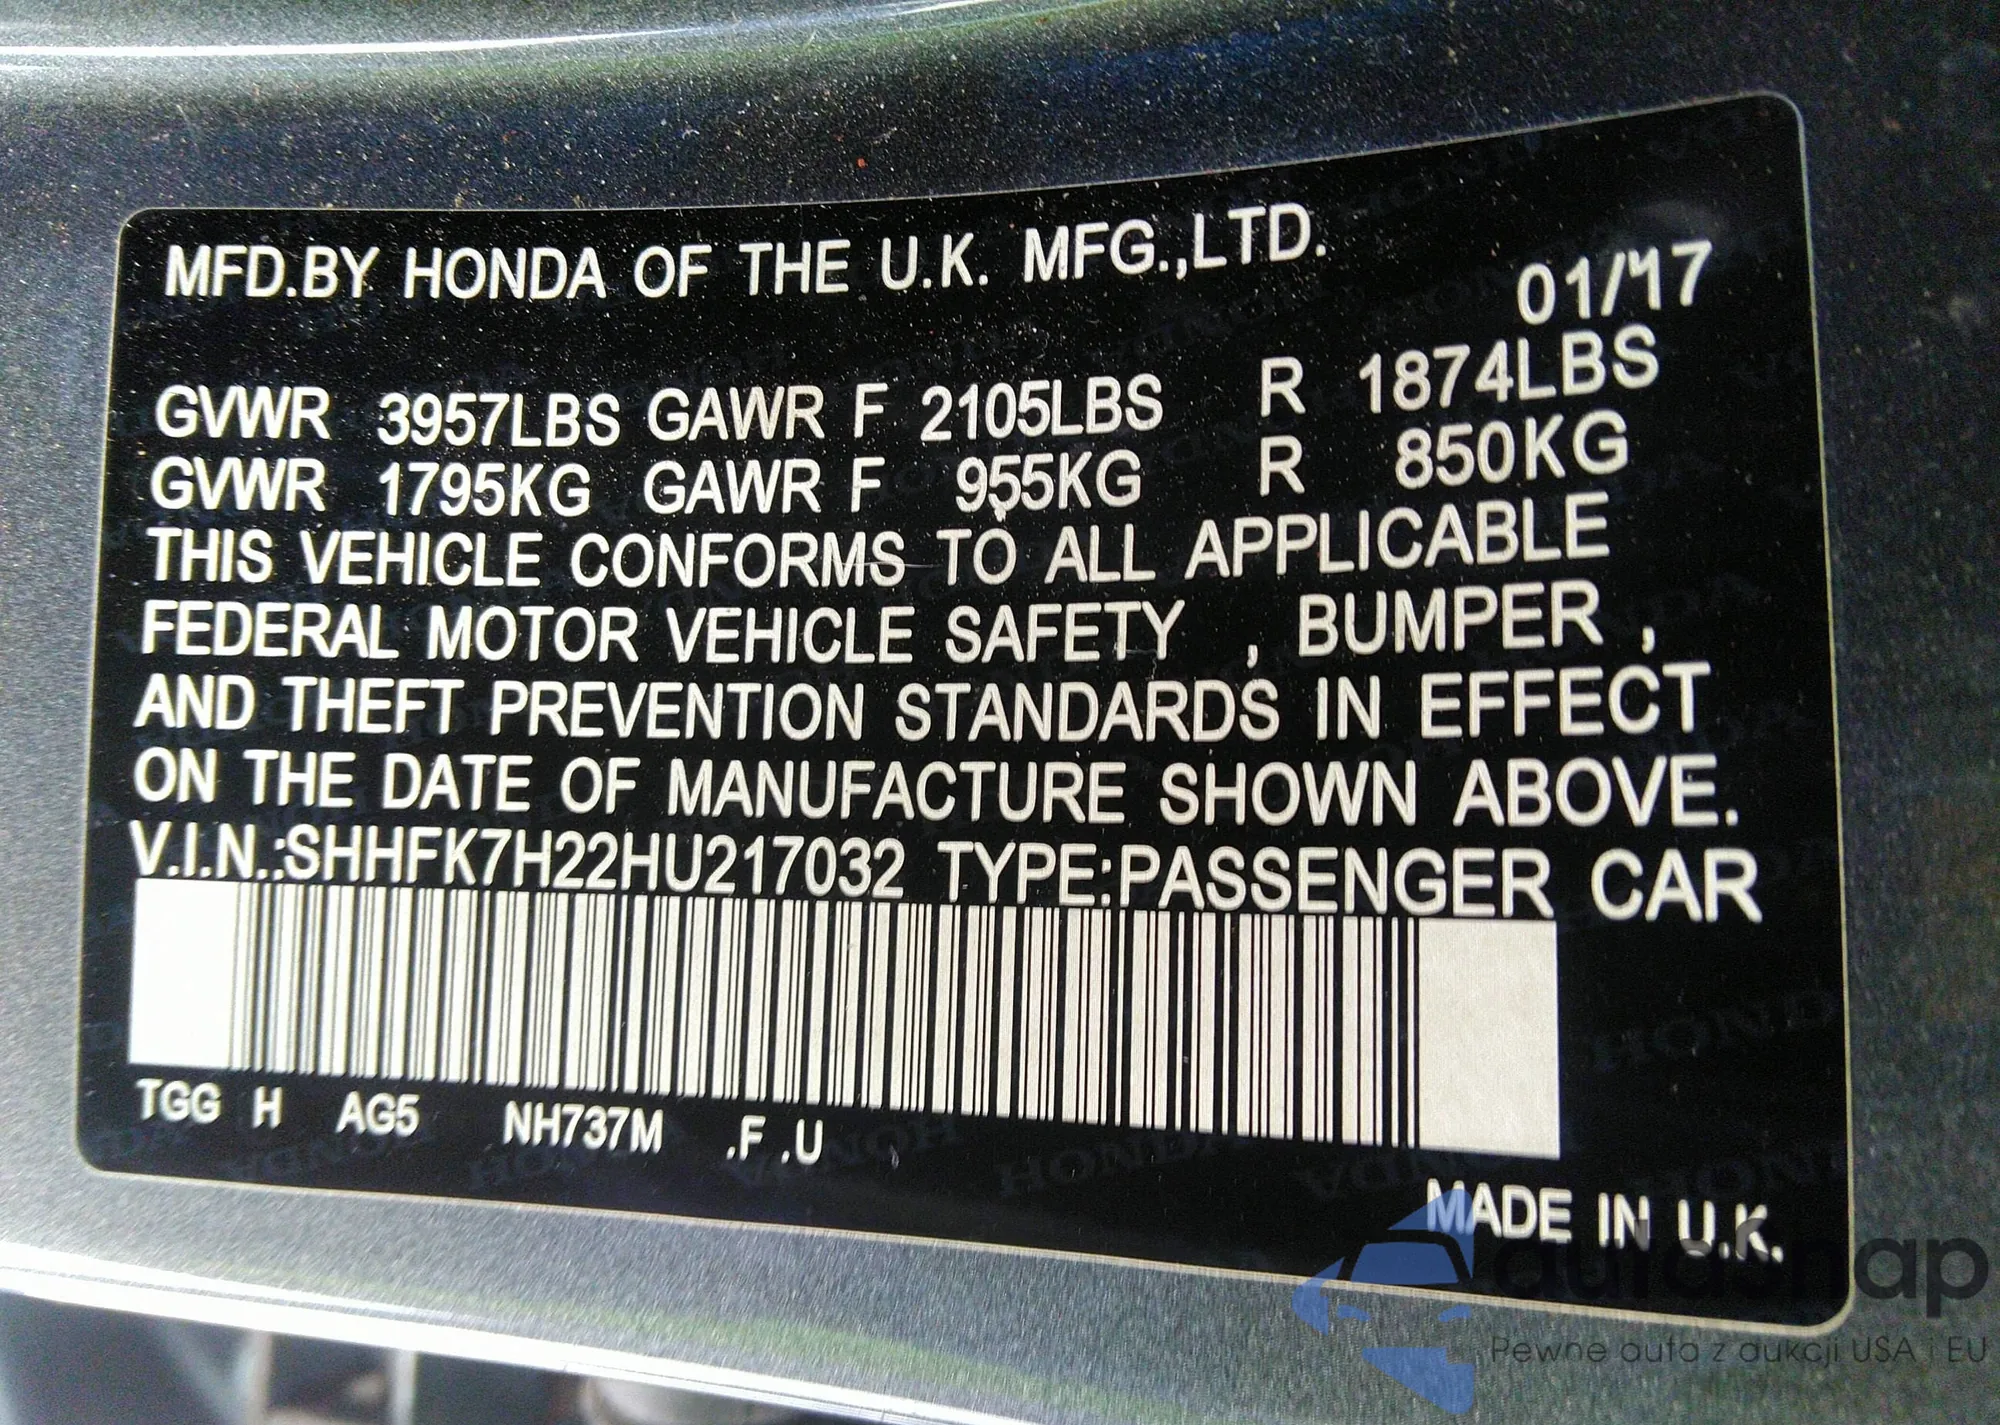 MFD.BY HONDA OF THE U.K. MFG.,LTD.
01/17
GVWR 3957LBS GAWR F 2105LBS R 1874LBS
GVWR 1795KG GAWR F 955KG R 850KG
THIS VEHICLE CONFORMS TO ALL APPLICABLE
FEDERAL MOTOR VEHICLE SAFETY , BUMPER ,
AND THEFT PREVENTION STANDARDS IN EFFECT
ON THE DATE OF MANUFACTURE SHOWN ABOVE.
V.I.N.:SHHFK7H22HU217032 TYPE:PASSENGER CAR
TGG H AG5 NH737M .F .U
MADE IN U.K.
autasnap
Pewne auta z aukcji USA i EU